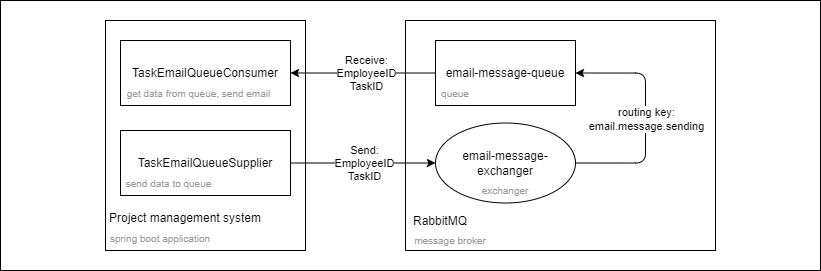 TaskEmailQueueConsumer
get data from queue, send email
Receive:
EmployeeID
TaskID
email-message-queue
queue
routing key:
email.message.sending
TaskEmailQueueSupplier
send data to queue
Send:
EmployeeID
TaskID
email-message-
exchanger
exchanger
Project management system
spring boot application
RabbitMQ
message broker